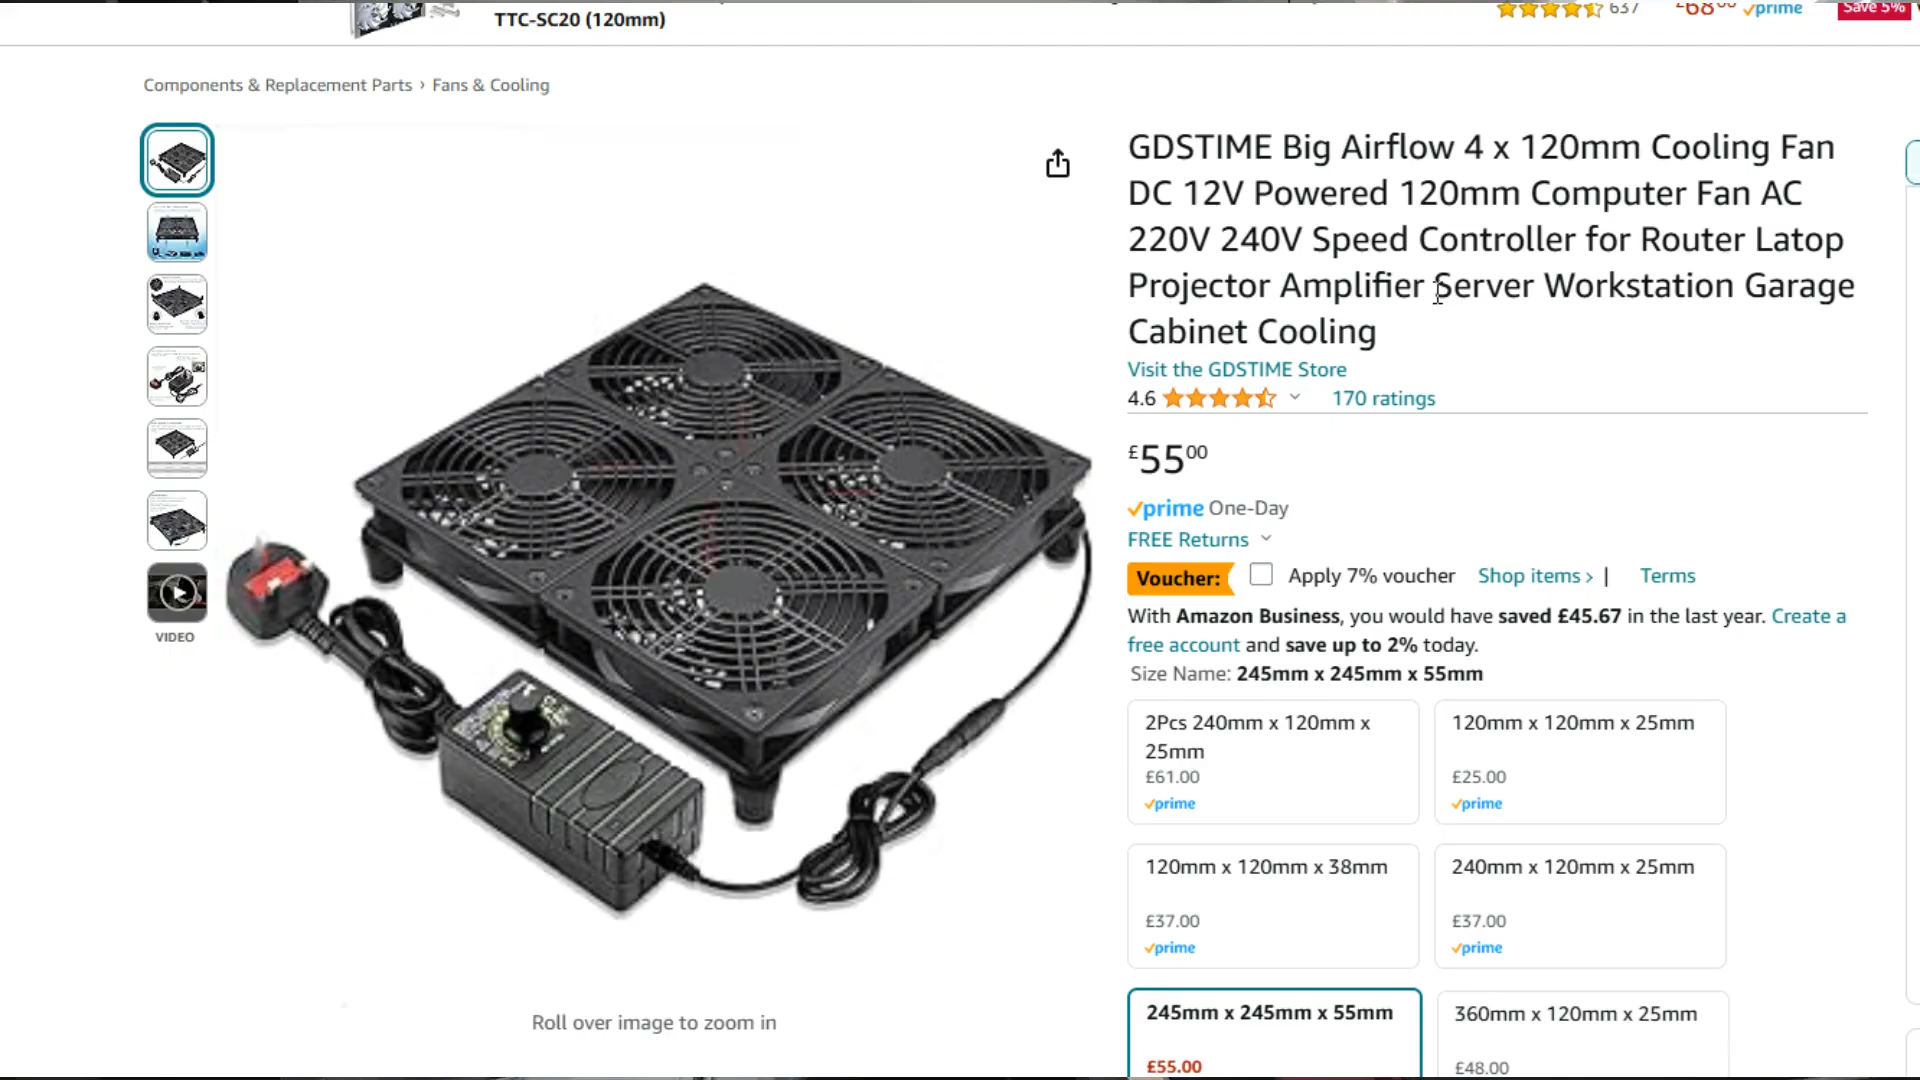 TTC-SC20 (120mm)
637
prime
Save 5%
Components & Replacement Parts › Fans & Cooling
GDSTIME Big Airflow 4 x 120mm Cooling Fan
DC 12V Powered 120mm Computer Fan AC
220V 240V Speed Controller for Router Latop
Projector Amplifier Server Workstation Garage
Cabinet Cooling
Visit the GDSTIME Store
4.6
170 ratings
£5500
prime One-Day
FREE Returns
Voucher: Apply 7% voucher Shop items › | Terms
With Amazon Business, you would have saved £45.67 in the last year. Create a
free account and save up to 2% today.
Size Name: 245mm x 245mm x 55mm
2Pcs 240mm x 120mm x
25mm
£61.00
prime
120mm x 120mm x 25mm
£25.00
prime
120mm x 120mm x 38mm
£37.00
prime
240mm x 120mm x 25mm
£37.00
prime
245mm x 245mm x 55mm
£55.00
360mm x 120mm x 25mm
£48.00
VIDEO
Roll over image to zoom in